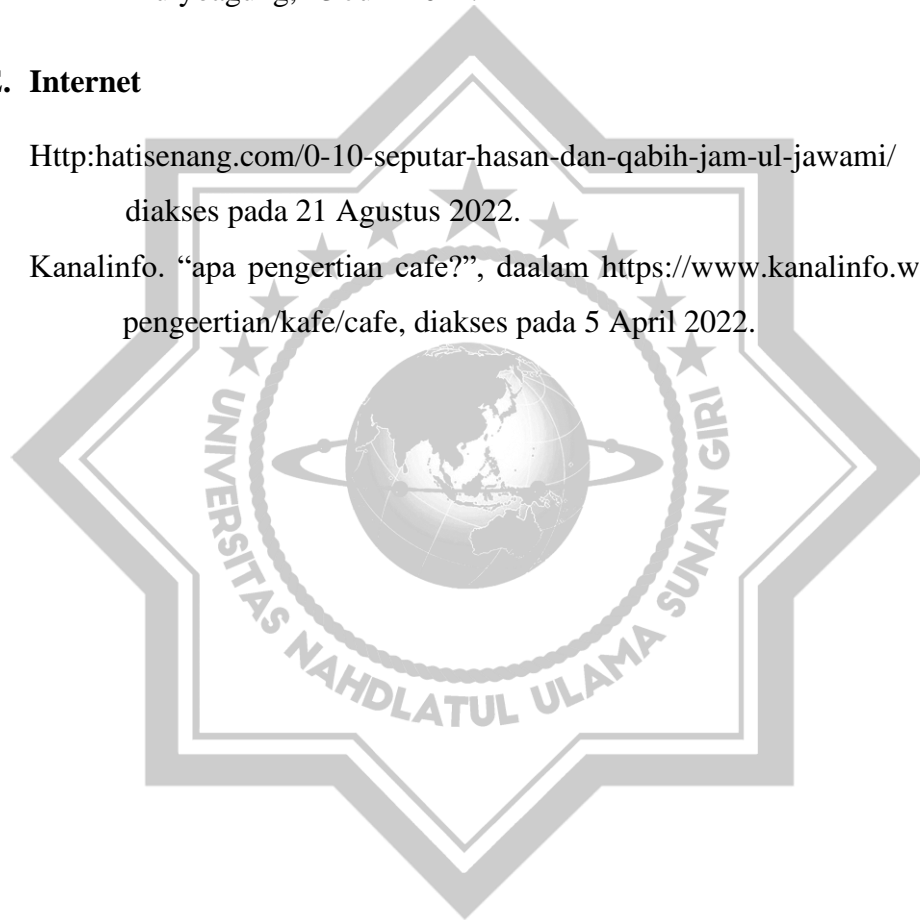 Internet
Http:hatisenang.com/0-10-seputar-hasan-dan-qabih-jam-ul-jawami/
diakses pada 21 Agustus 2022.
Kanalinfo. “apa pengertian cafe?”, daalam https://www.kanalinfo.w
pengeertian/kafe/cafe, diakses pada 5 April 2022.
UNIVERSITAS NAHDLATUL ULAMA SUNAN GIRI